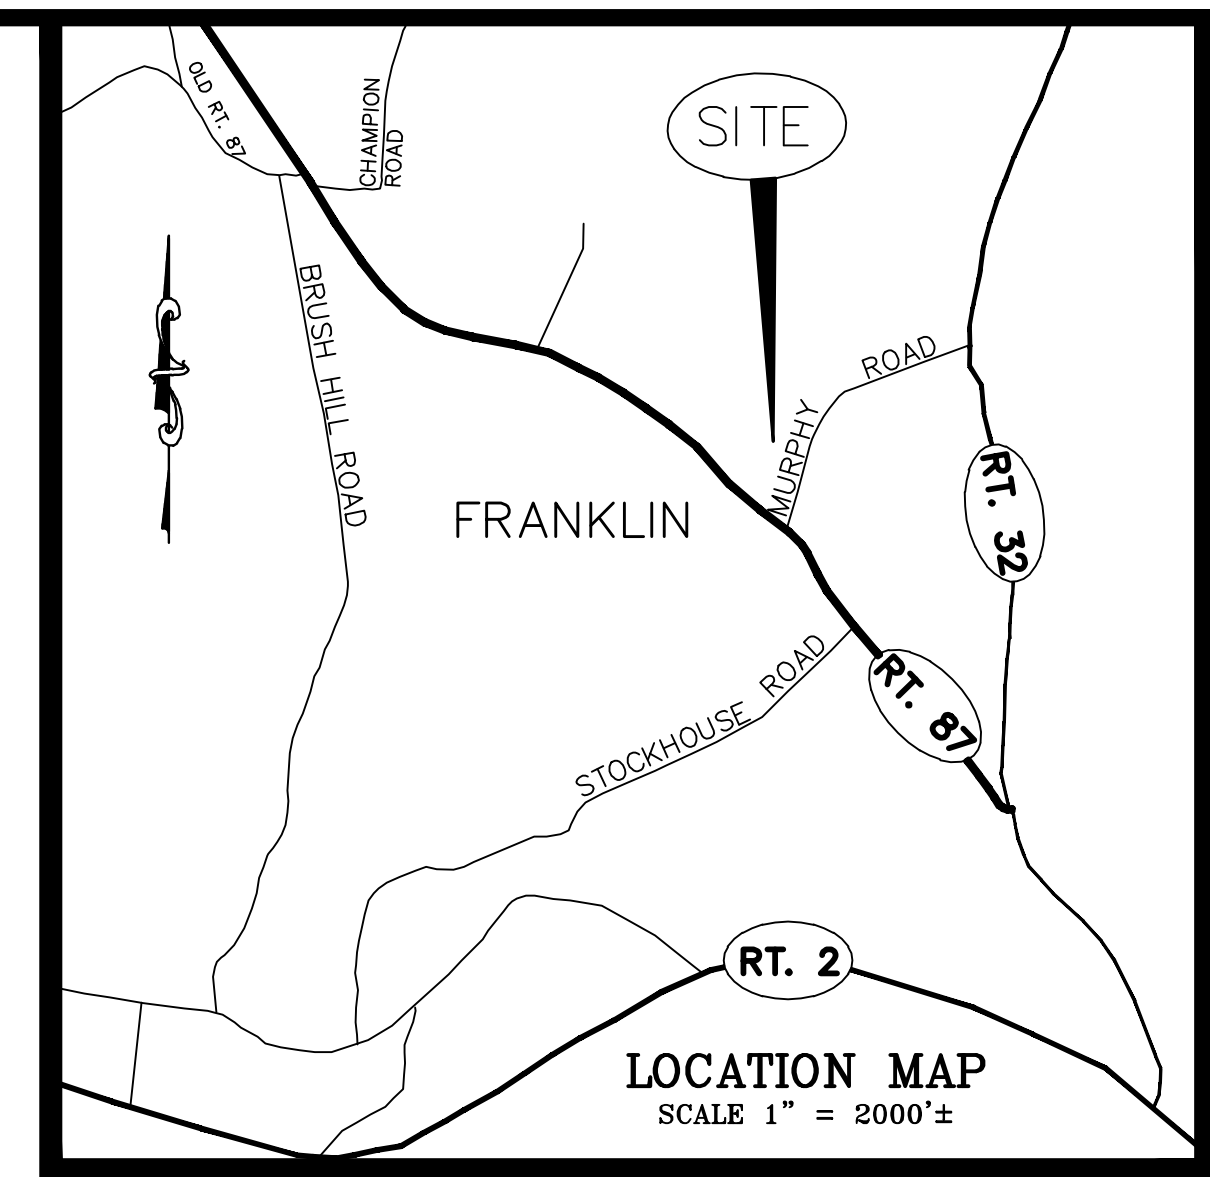 OLD RT. 87
CHAMPION
ROAD
SITE
BRUSH HILL ROAD
MURPHY ROAD
RT. 32
FRANKLIN
STOCKHOUSE ROAD
RT. 87
RT. 2
LOCATION MAP
SCALE 1" = 2000'±